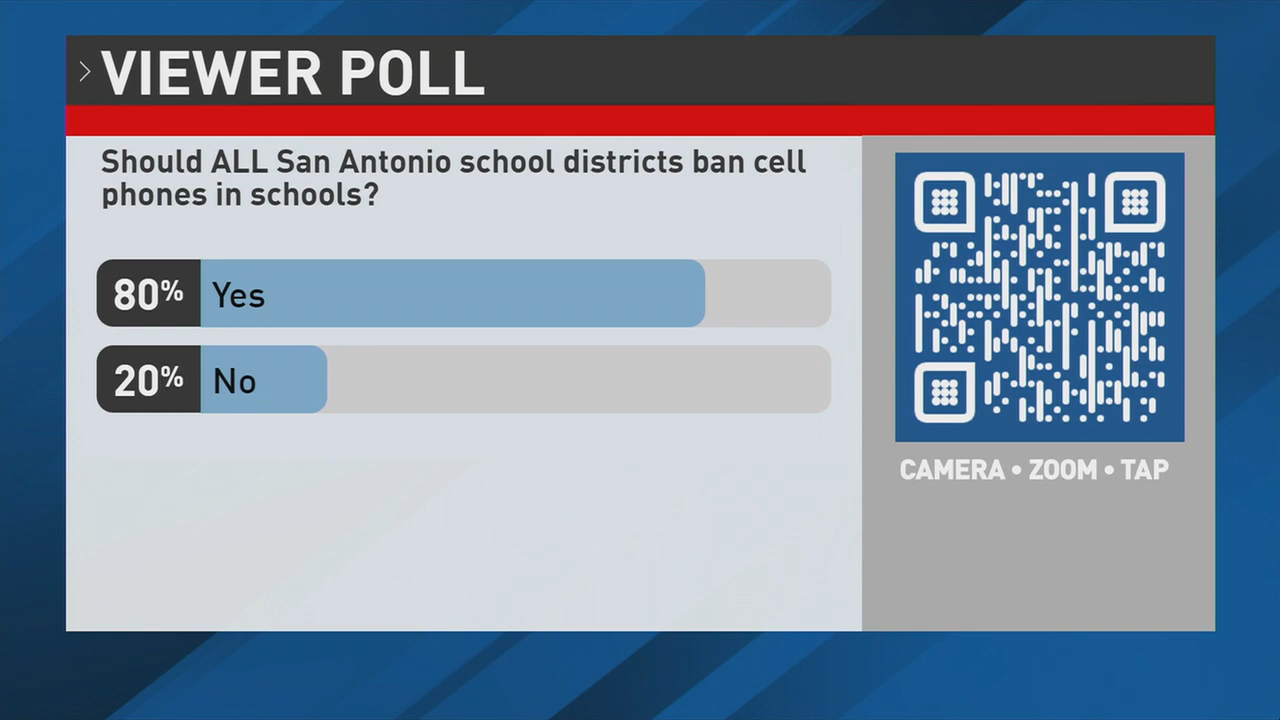 VIEWER POLL
Should ALL San Antonio school districts ban cell
phones in schools?
80% Yes
20% No
CAMERA • ZOOM • TAP